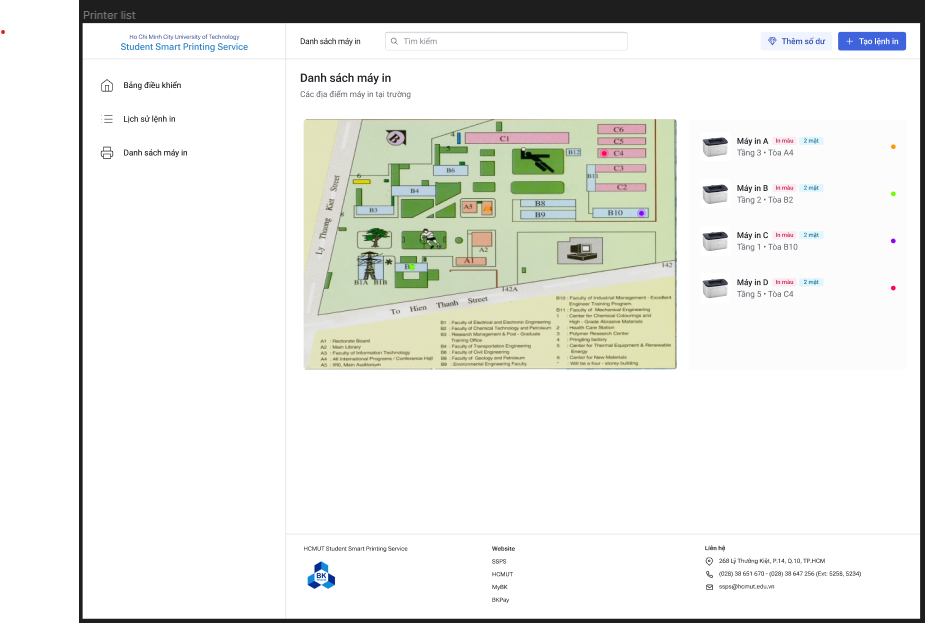 Printer list
Ho Chi Minh City University of Technology
Student Smart Printing Service
Danh sách máy in
Tìm kiếm
Thêm số dư
Tạo lệnh in
Bảng điều khiển
Lịch sử lệnh in
Danh sách máy in
Danh sách máy in
Các địa điểm máy in tại trường
B
C1
C6
C5
C4
C3
C2
B12
B11
B6
B4
B3
B8
B9
B10
A5
A2
A1
B1A B1B
4
5
6
8
142
142A
Ly Thuong Kiet Street
To Hien Thanh Street
A1 : Rectorate Board
A2 : Main Library
A3 : Faculty of Information Technology
A4 : All International Programs / Conference Hall
A5 : IRO, Main Auditorium
B1 : Faculty of Electrical and Electronic Engineering
B2 : Faculty of Chemical Technology and Petroleum
B3 : Research Management & Post - Graduate
Training Office
B4 : Faculty of Transportation Engineering
B6 : Faculty of Civil Engineering
B8 : Faculty of Geology and Petroleum
B9 : Environmental Engineering Faculty
B10 : Faculty of Industrial Management - Excellent
Engineer Training Program.
B11 : Faculty of Mechanical Engineering
1 : Center for Chemical Colourings and
High - Grade Abrasive Materials
2 : Health Care Station
3 : Polymer Research Center
4 : Pringting factory
5 : Center for Thermal Equipment & Renewable
Energy
6 : Center for New Materials
* : Will be a four - storey building
Máy in A In màu 2 mặt
Tầng 3 • Tòa A4
Máy in B In màu 2 mặt
Tầng 2 • Tòa B2
Máy in C In màu 2 mặt
Tầng 1 • Tòa B10
Máy in D In màu 2 mặt
Tầng 5 • Tòa C4
HCMUT Student Smart Printing Service
BK
Website
SSPS
HCMUT
MyBK
BKPay
Liên hệ
268 Lý Thường Kiệt, P.14, Q.10, TP.HCM
(028) 38 651 670 - (028) 38 647 256 (Ext: 5258, 5234)
ssps@hcmut.edu.vn